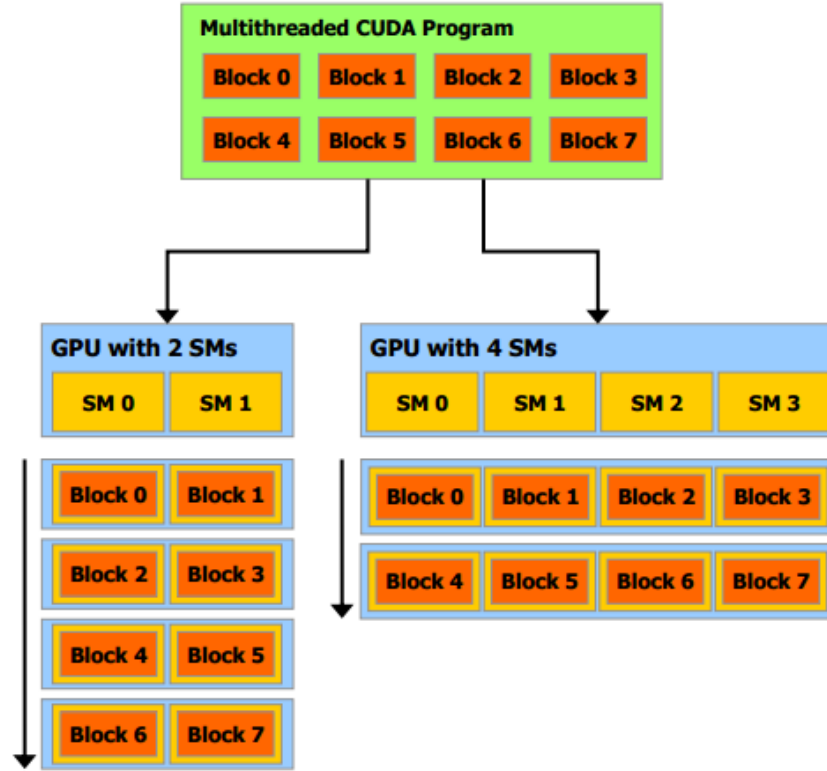 Multithreaded CUDA Program
Block 0 Block 1 Block 2 Block 3
Block 4 Block 5 Block 6 Block 7
GPU with 2 SMs
SM 0 SM 1
Block 0 Block 1
Block 2 Block 3
Block 4 Block 5
Block 6 Block 7
GPU with 4 SMs
SM 0 SM 1 SM 2 SM 3
Block 0 Block 1 Block 2 Block 3
Block 4 Block 5 Block 6 Block 7